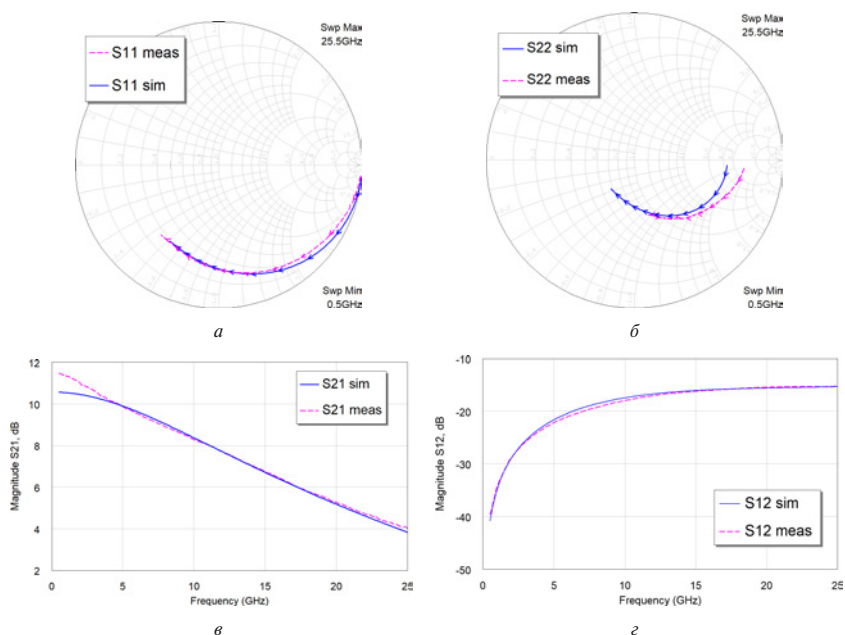 Swp Max
25.5GHz
S11 meas
S11 sim
Swp Min
0.5GHz
а
Swp Max
25.5GHz
S22 sim
S22 meas
Swp Min
0.5GHz
б
12
10
8
6
4
2
Magnitude S21, dB
S21 sim
S21 meas
0
5
10
15
20
25
Frequency (GHz)
в
-10
-20
-30
-40
-50
Magnitude S12, dB
S12 sim
S12 meas
0
5
10
15
20
25
Frequency (GHz)
г